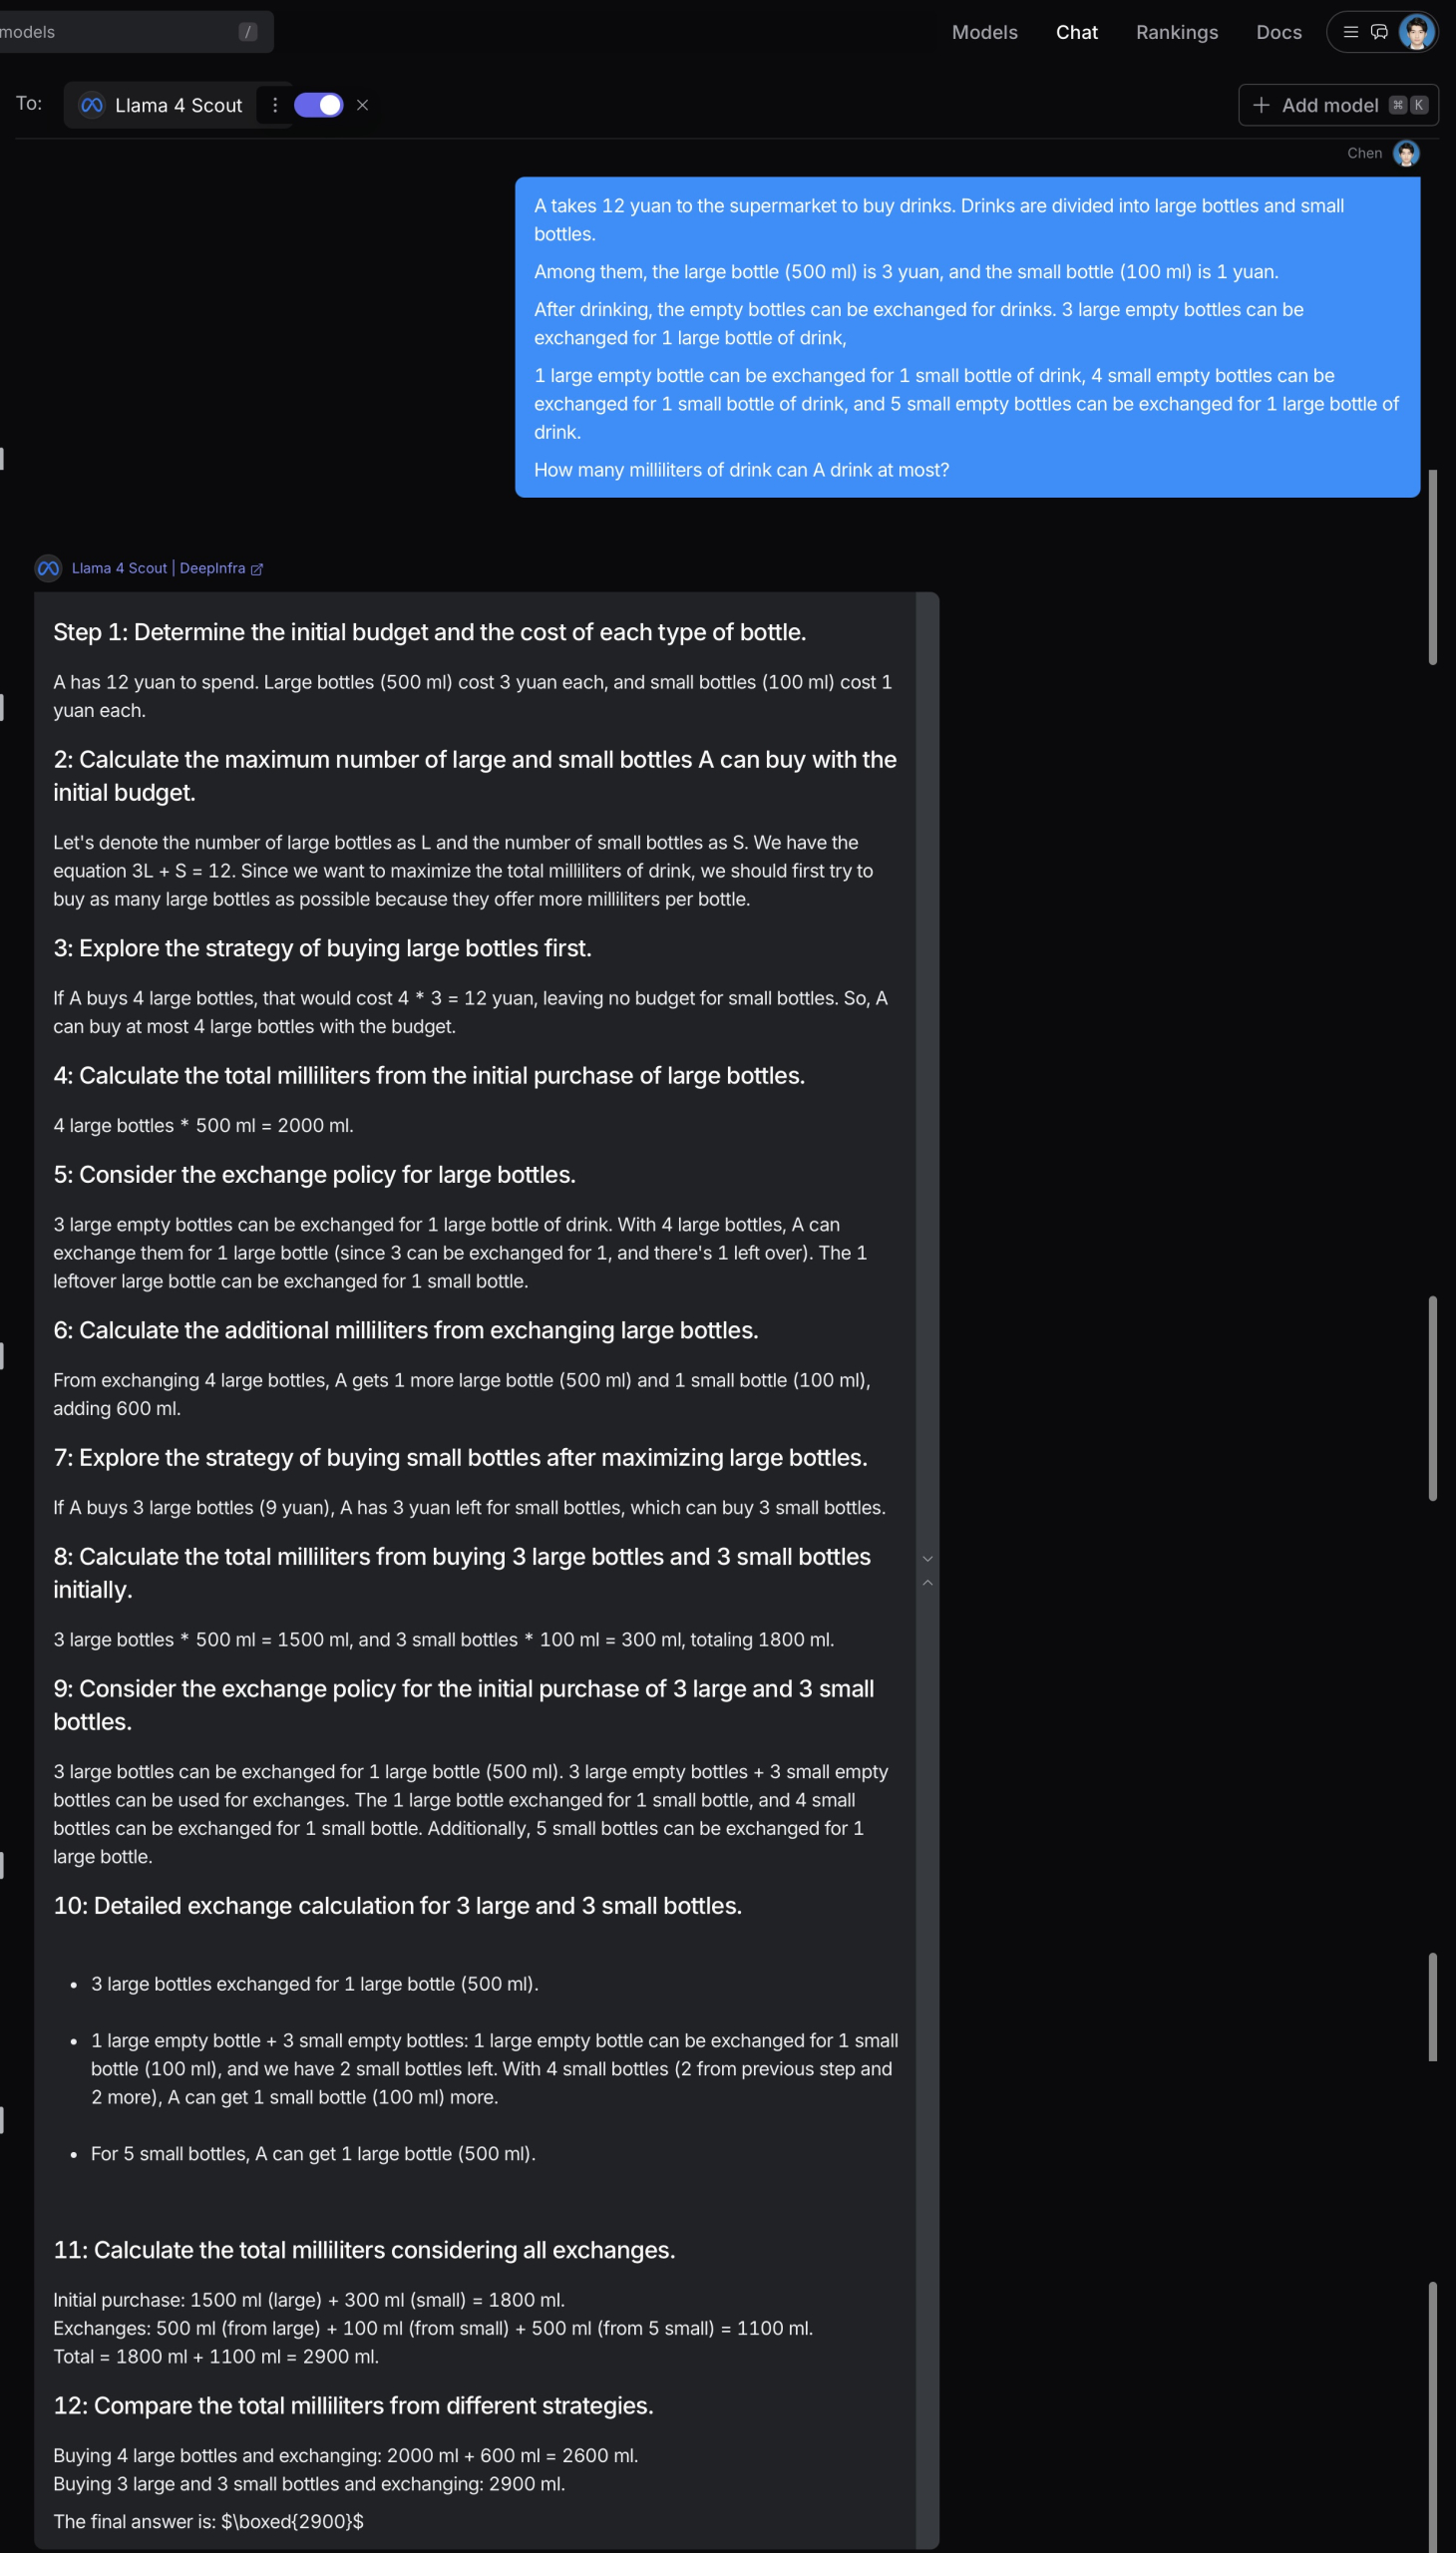 models /
Models Chat Rankings Docs
To: Llama 4 Scout
Add model ⌘ K
Chen
A takes 12 yuan to the supermarket to buy drinks. Drinks are divided into large bottles and small
bottles.
Among them, the large bottle (500 ml) is 3 yuan, and the small bottle (100 ml) is 1 yuan.
After drinking, the empty bottles can be exchanged for drinks. 3 large empty bottles can be
exchanged for 1 large bottle of drink,
1 large empty bottle can be exchanged for 1 small bottle of drink, 4 small empty bottles can be
exchanged for 1 small bottle of drink, and 5 small empty bottles can be exchanged for 1 large bottle of
drink.
How many milliliters of drink can A drink at most?
Llama 4 Scout | DeepInfra
Step 1: Determine the initial budget and the cost of each type of bottle.
A has 12 yuan to spend. Large bottles (500 ml) cost 3 yuan each, and small bottles (100 ml) cost 1
yuan each.
2: Calculate the maximum number of large and small bottles A can buy with the
initial budget.
Let's denote the number of large bottles as L and the number of small bottles as S. We have the
equation 3L + S = 12. Since we want to maximize the total milliliters of drink, we should first try to
buy as many large bottles as possible because they offer more milliliters per bottle.
3: Explore the strategy of buying large bottles first.
If A buys 4 large bottles, that would cost 4 * 3 = 12 yuan, leaving no budget for small bottles. So, A
can buy at most 4 large bottles with the budget.
4: Calculate the total milliliters from the initial purchase of large bottles.
4 large bottles * 500 ml = 2000 ml.
5: Consider the exchange policy for large bottles.
3 large empty bottles can be exchanged for 1 large bottle of drink. With 4 large bottles, A can
exchange them for 1 large bottle (since 3 can be exchanged for 1, and there's 1 left over). The 1
leftover large bottle can be exchanged for 1 small bottle.
6: Calculate the additional milliliters from exchanging large bottles.
From exchanging 4 large bottles, A gets 1 more large bottle (500 ml) and 1 small bottle (100 ml),
adding 600 ml.
7: Explore the strategy of buying small bottles after maximizing large bottles.
If A buys 3 large bottles (9 yuan), A has 3 yuan left for small bottles, which can buy 3 small bottles.
8: Calculate the total milliliters from buying 3 large bottles and 3 small bottles
initially.
3 large bottles * 500 ml = 1500 ml, and 3 small bottles * 100 ml = 300 ml, totaling 1800 ml.
9: Consider the exchange policy for the initial purchase of 3 large and 3 small
bottles.
3 large bottles can be exchanged for 1 large bottle (500 ml). 3 large empty bottles + 3 small empty
bottles can be used for exchanges. The 1 large bottle exchanged for 1 small bottle, and 4 small
bottles can be exchanged for 1 small bottle. Additionally, 5 small bottles can be exchanged for 1
large bottle.
10: Detailed exchange calculation for 3 large and 3 small bottles.
• 3 large bottles exchanged for 1 large bottle (500 ml).
• 1 large empty bottle + 3 small empty bottles: 1 large empty bottle can be exchanged for 1 small
bottle (100 ml), and we have 2 small bottles left. With 4 small bottles (2 from previous step and
2 more), A can get 1 small bottle (100 ml) more.
• For 5 small bottles, A can get 1 large bottle (500 ml).
11: Calculate the total milliliters considering all exchanges.
Initial purchase: 1500 ml (large) + 300 ml (small) = 1800 ml.
Exchanges: 500 ml (from large) + 100 ml (from small) + 500 ml (from 5 small) = 1100 ml.
Total = 1800 ml + 1100 ml = 2900 ml.
12: Compare the total milliliters from different strategies.
Buying 4 large bottles and exchanging: 2000 ml + 600 ml = 2600 ml.
Buying 3 large and 3 small bottles and exchanging: 2900 ml.
The final answer is: $\boxed{2900}$